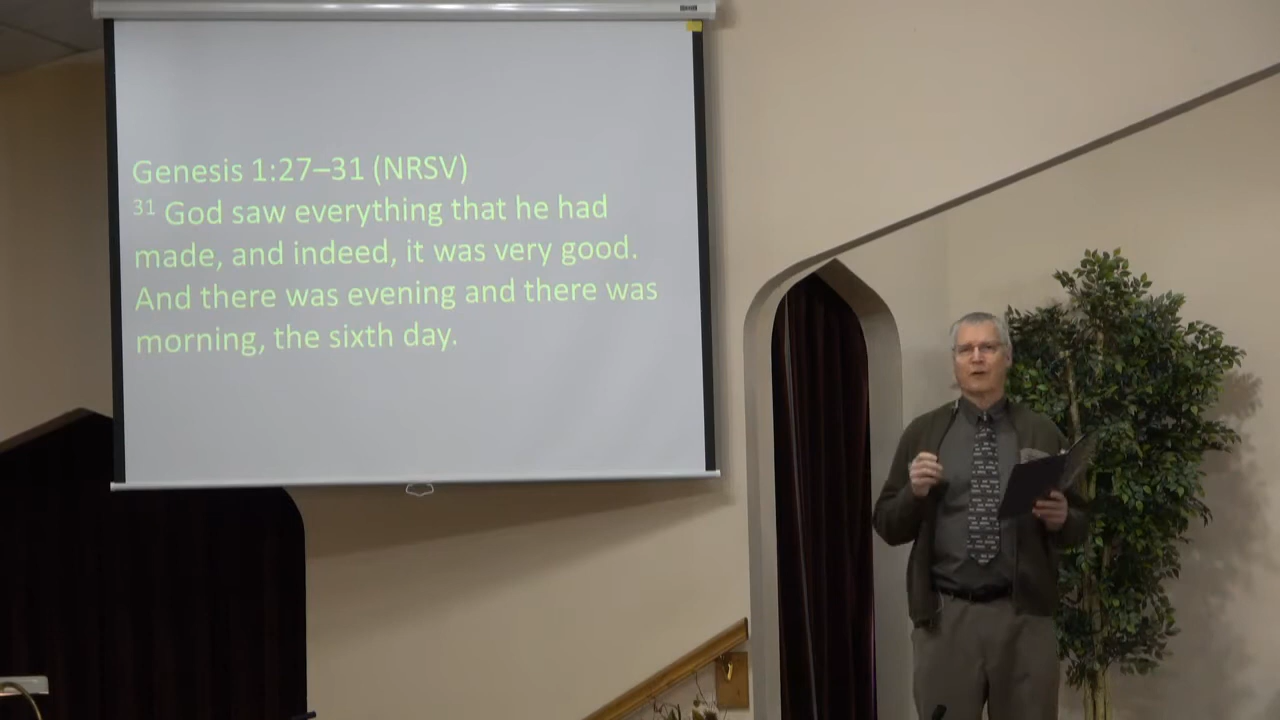 Genesis 1:27–31 (NRSV)
31 God saw everything that he had
made, and indeed, it was very good.
And there was evening and there was
morning, the sixth day.